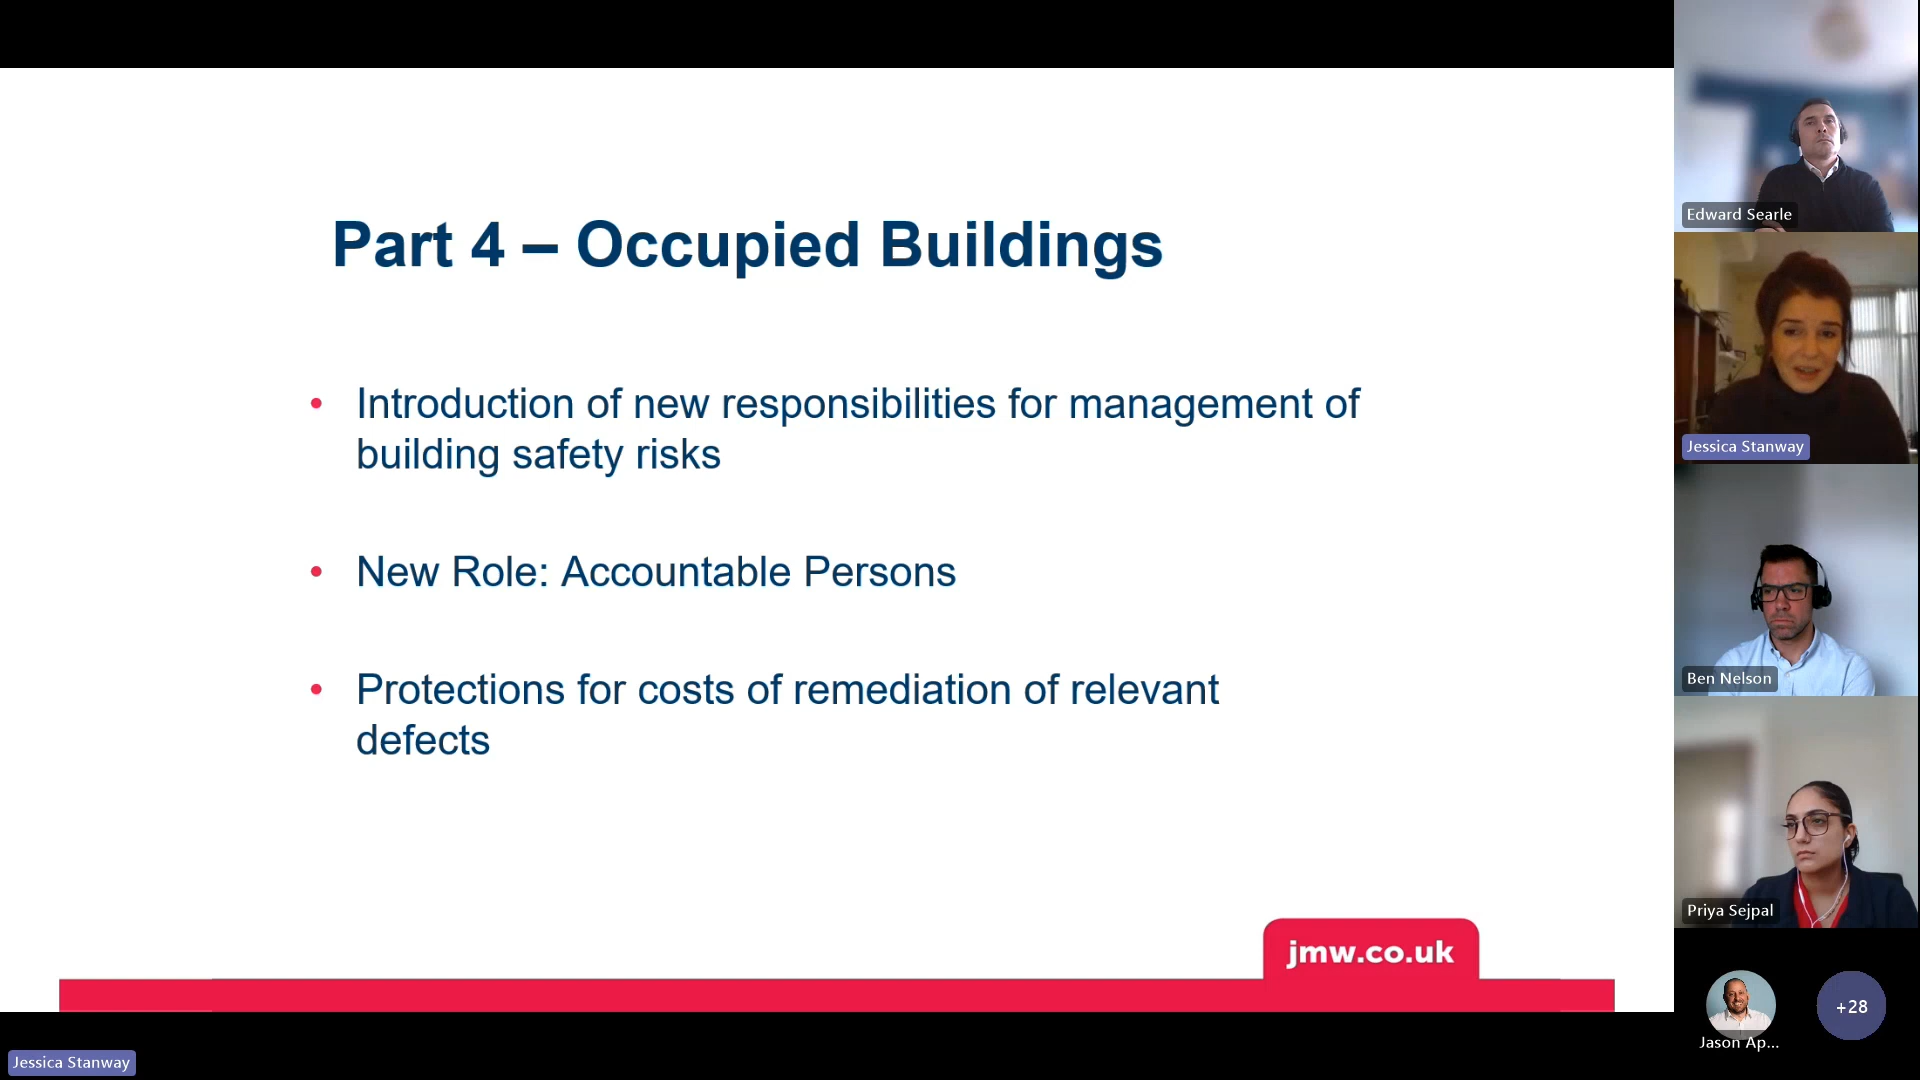 Part 4 – Occupied Buildings
• Introduction of new responsibilities for management of
building safety risks
• New Role: Accountable Persons
• Protections for costs of remediation of relevant
defects
jmw.co.uk
Jessica Stanway
Edward Searle
Jessica Stanway
Ben Nelson
Priya Sejpal
Jason Ap...
+28